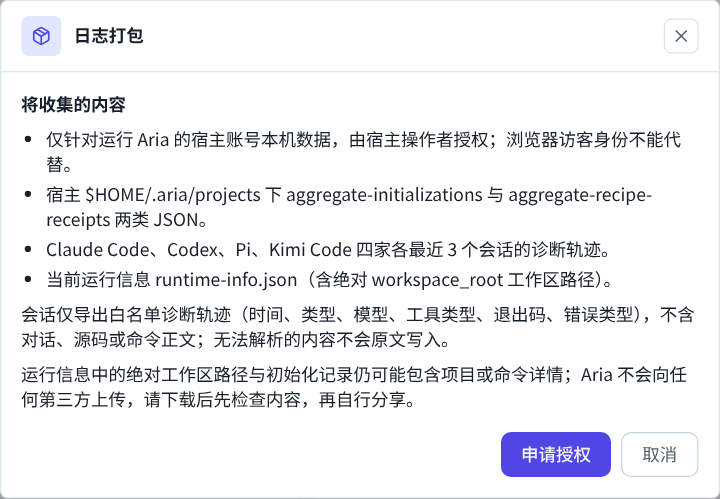 日志打包
将收集的内容
仅针对运行 Aria 的宿主账号本机数据，由宿主操作者授权；浏览器访客身份不能代
替。
宿主 $HOME/.aria/projects 下 aggregate-initializations 与 aggregate-recipe-
receipts 两类 JSON。
Claude Code、Codex、Pi、Kimi Code 四家各最近 3 个会话的诊断轨迹。
当前运行信息 runtime-info.json（含绝对 workspace_root 工作区路径）。
会话仅导出白名单诊断轨迹（时间、类型、模型、工具类型、退出码、错误类型），不含
对话、源码或命令正文；无法解析的内容不会原文写入。
运行信息中的绝对工作区路径与初始化记录仍可能包含项目或命令详情；Aria 不会向任
何第三方上传，请下载后先检查内容，再自行分享。
申请授权
取消